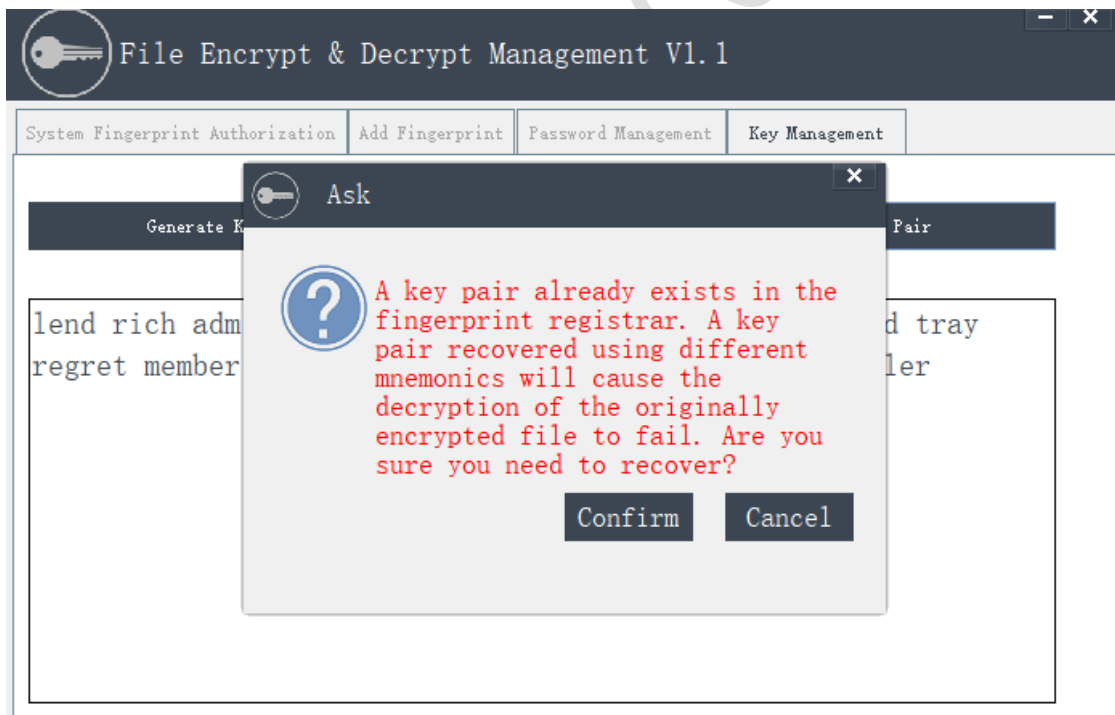 File Encrypt & Decrypt Management V1.1
System Fingerprint Authorization Add Fingerprint Password Management Key Management
Ask
Generate Pair
A key pair already exists in the
fingerprint registrar. A key
pair recovered using different
mnemonics will cause the
decryption of the originally
encrypted file to fail. Are you
sure you need to recover?
lend rich tray
regret member
Confirm Cancel